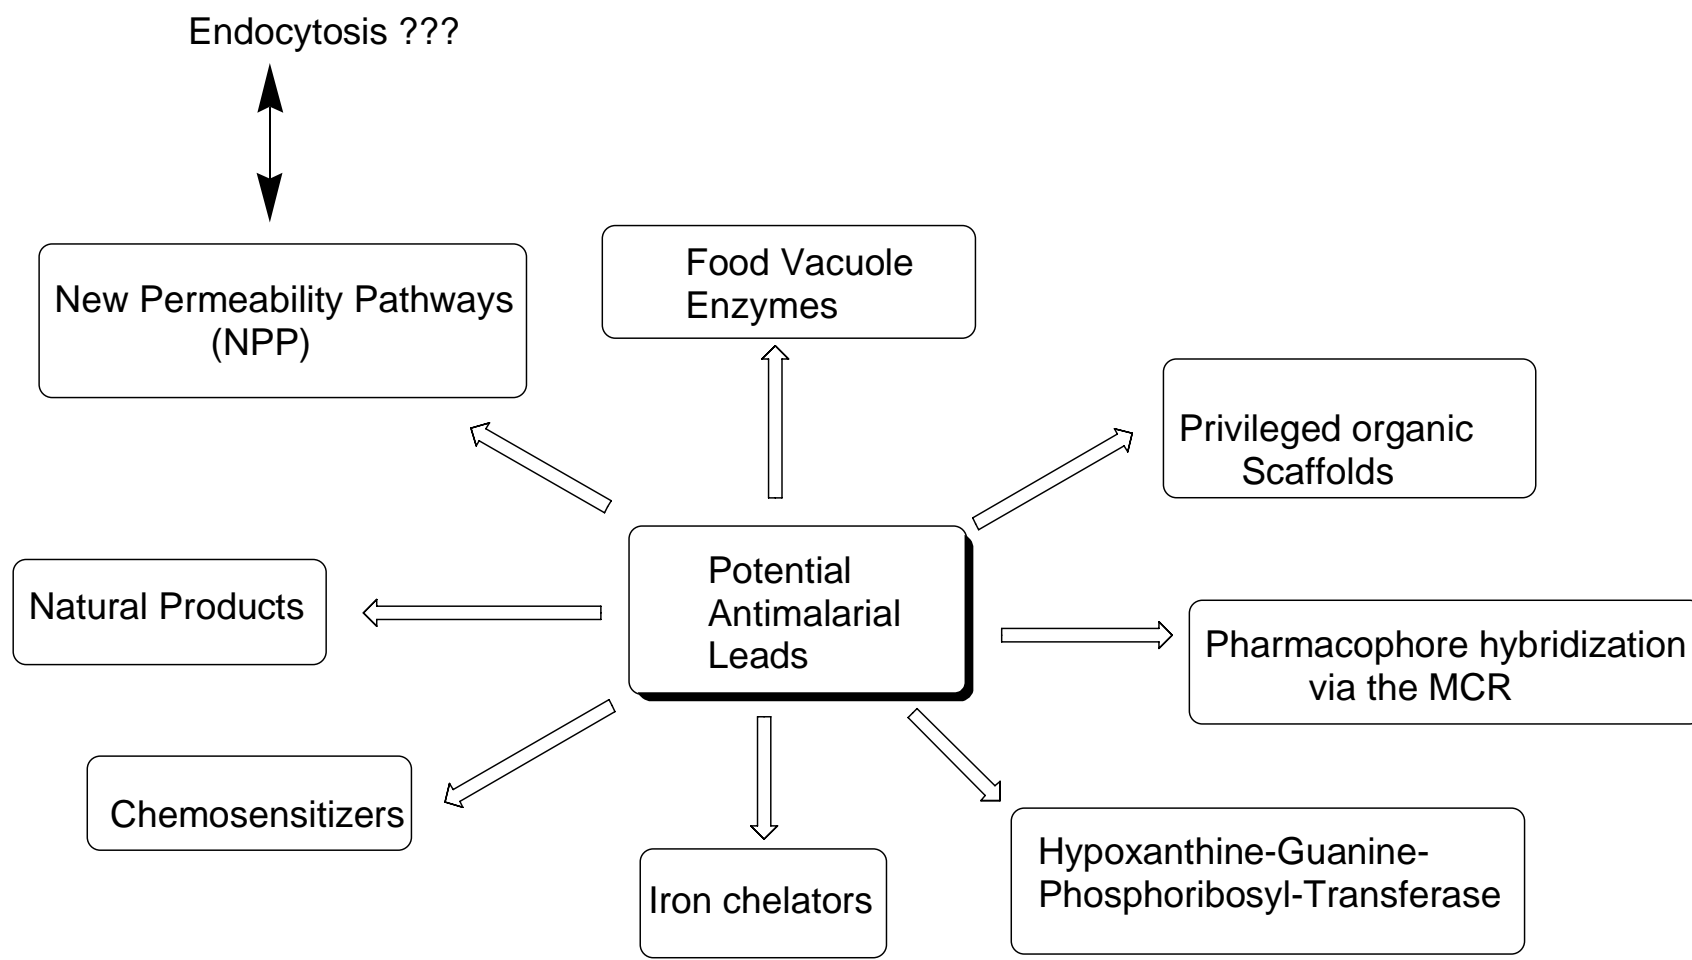 Endocytosis ???
New Permeability Pathways
(NPP)
Food Vacuole
Enzymes
Privileged organic
Scaffolds
Potential
Antimalarial
Leads
Natural Products
Pharmacophore hybridization
via the MCR
Chemosensitizers
Iron chelators
Hypoxanthine-Guanine-
Phosphoribosyl-Transferase